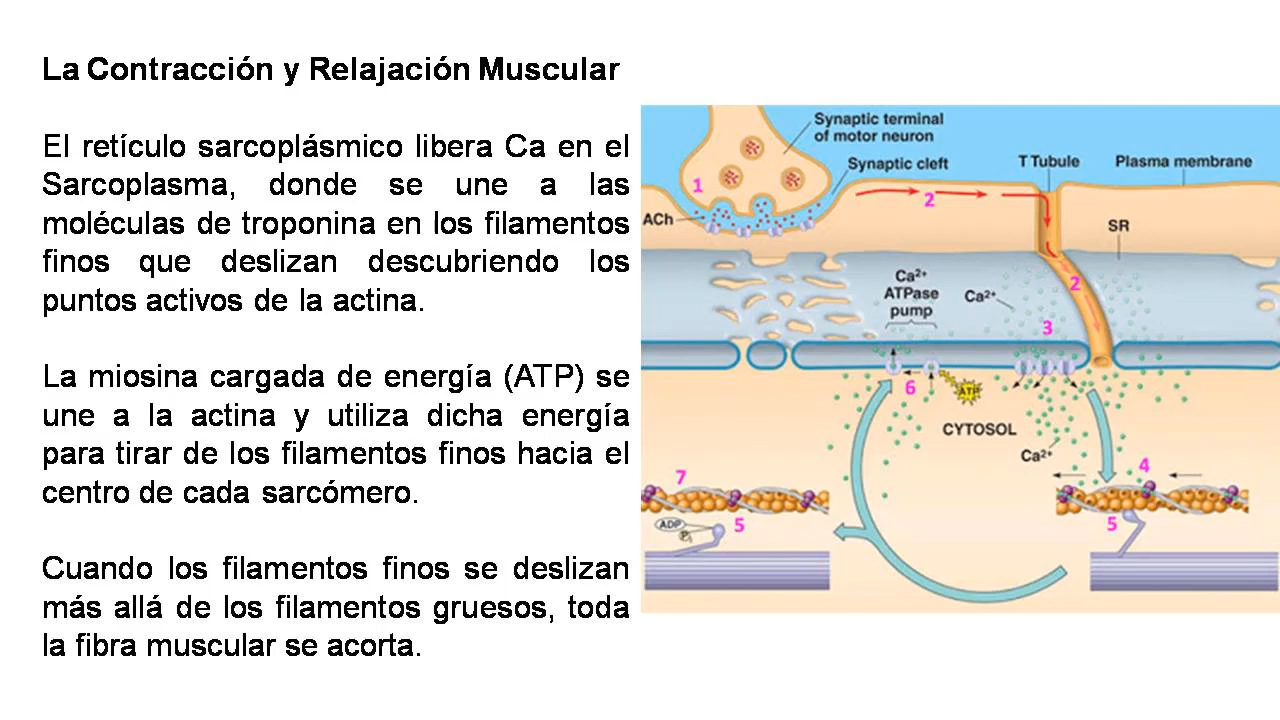 La Contracción y Relajación Muscular
El retículo sarcoplásmico libera Ca en el
Sarcoplasma, donde se une a las
moléculas de troponina en los filamentos
finos que deslizan descubriendo los
puntos activos de la actina.
La miosina cargada de energía (ATP) se
une a la actina y utiliza dicha energía
para tirar de los filamentos finos hacia el
centro de cada sarcómero.
Cuando los filamentos finos se deslizan
más allá de los filamentos gruesos, toda
la fibra muscular se acorta.
Synaptic terminal
of motor neuron
Synaptic cleft
T Tubule
Plasma membrane
1
2
ACh
SR
Ca²⁺
ATPase
pump
Ca²⁺
2
3
6
ATP
CYTOSOL
Ca²⁺
4
7
5
ADP
Pᵢ
5